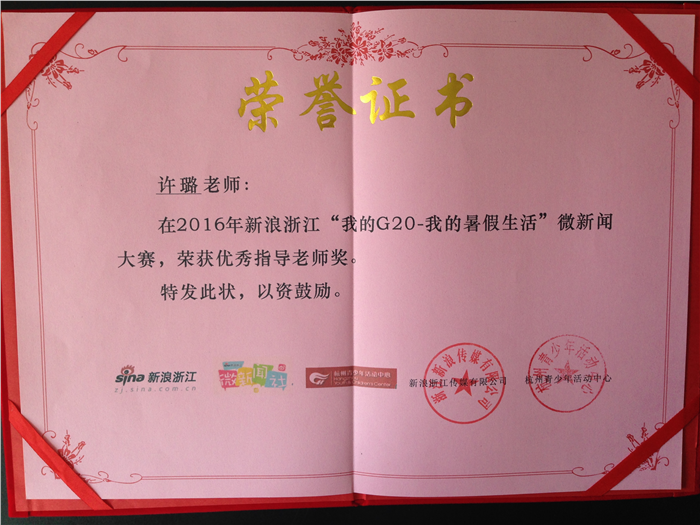 荣誉证书
许璐老师：
在2016年新浪浙江“我的G20-我的暑假生活”微新闻
大赛，荣获优秀指导老师奖。
特发此状，以资鼓励。
sina 新浪浙江
zj.sina.com.cn
微新闻社
杭州青少年活动中心
新浪浙江传媒有限公司
杭州青少年活动中心